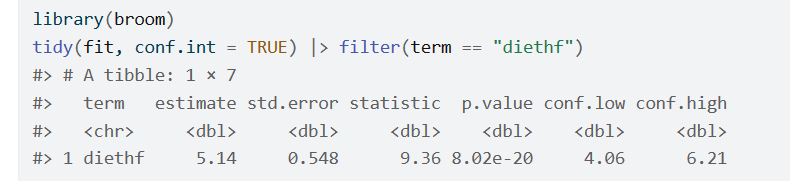 library(broom)
tidy(fit, conf.int = TRUE) |> filter(term == "diethf")
#> # A tibble: 1 × 7
#>   term   estimate std.error statistic  p.value conf.low conf.high
#>   <chr>     <dbl>     <dbl>     <dbl>    <dbl>    <dbl>     <dbl>
#> 1 diethf     5.14     0.548      9.36 8.02e-20     4.06      6.21